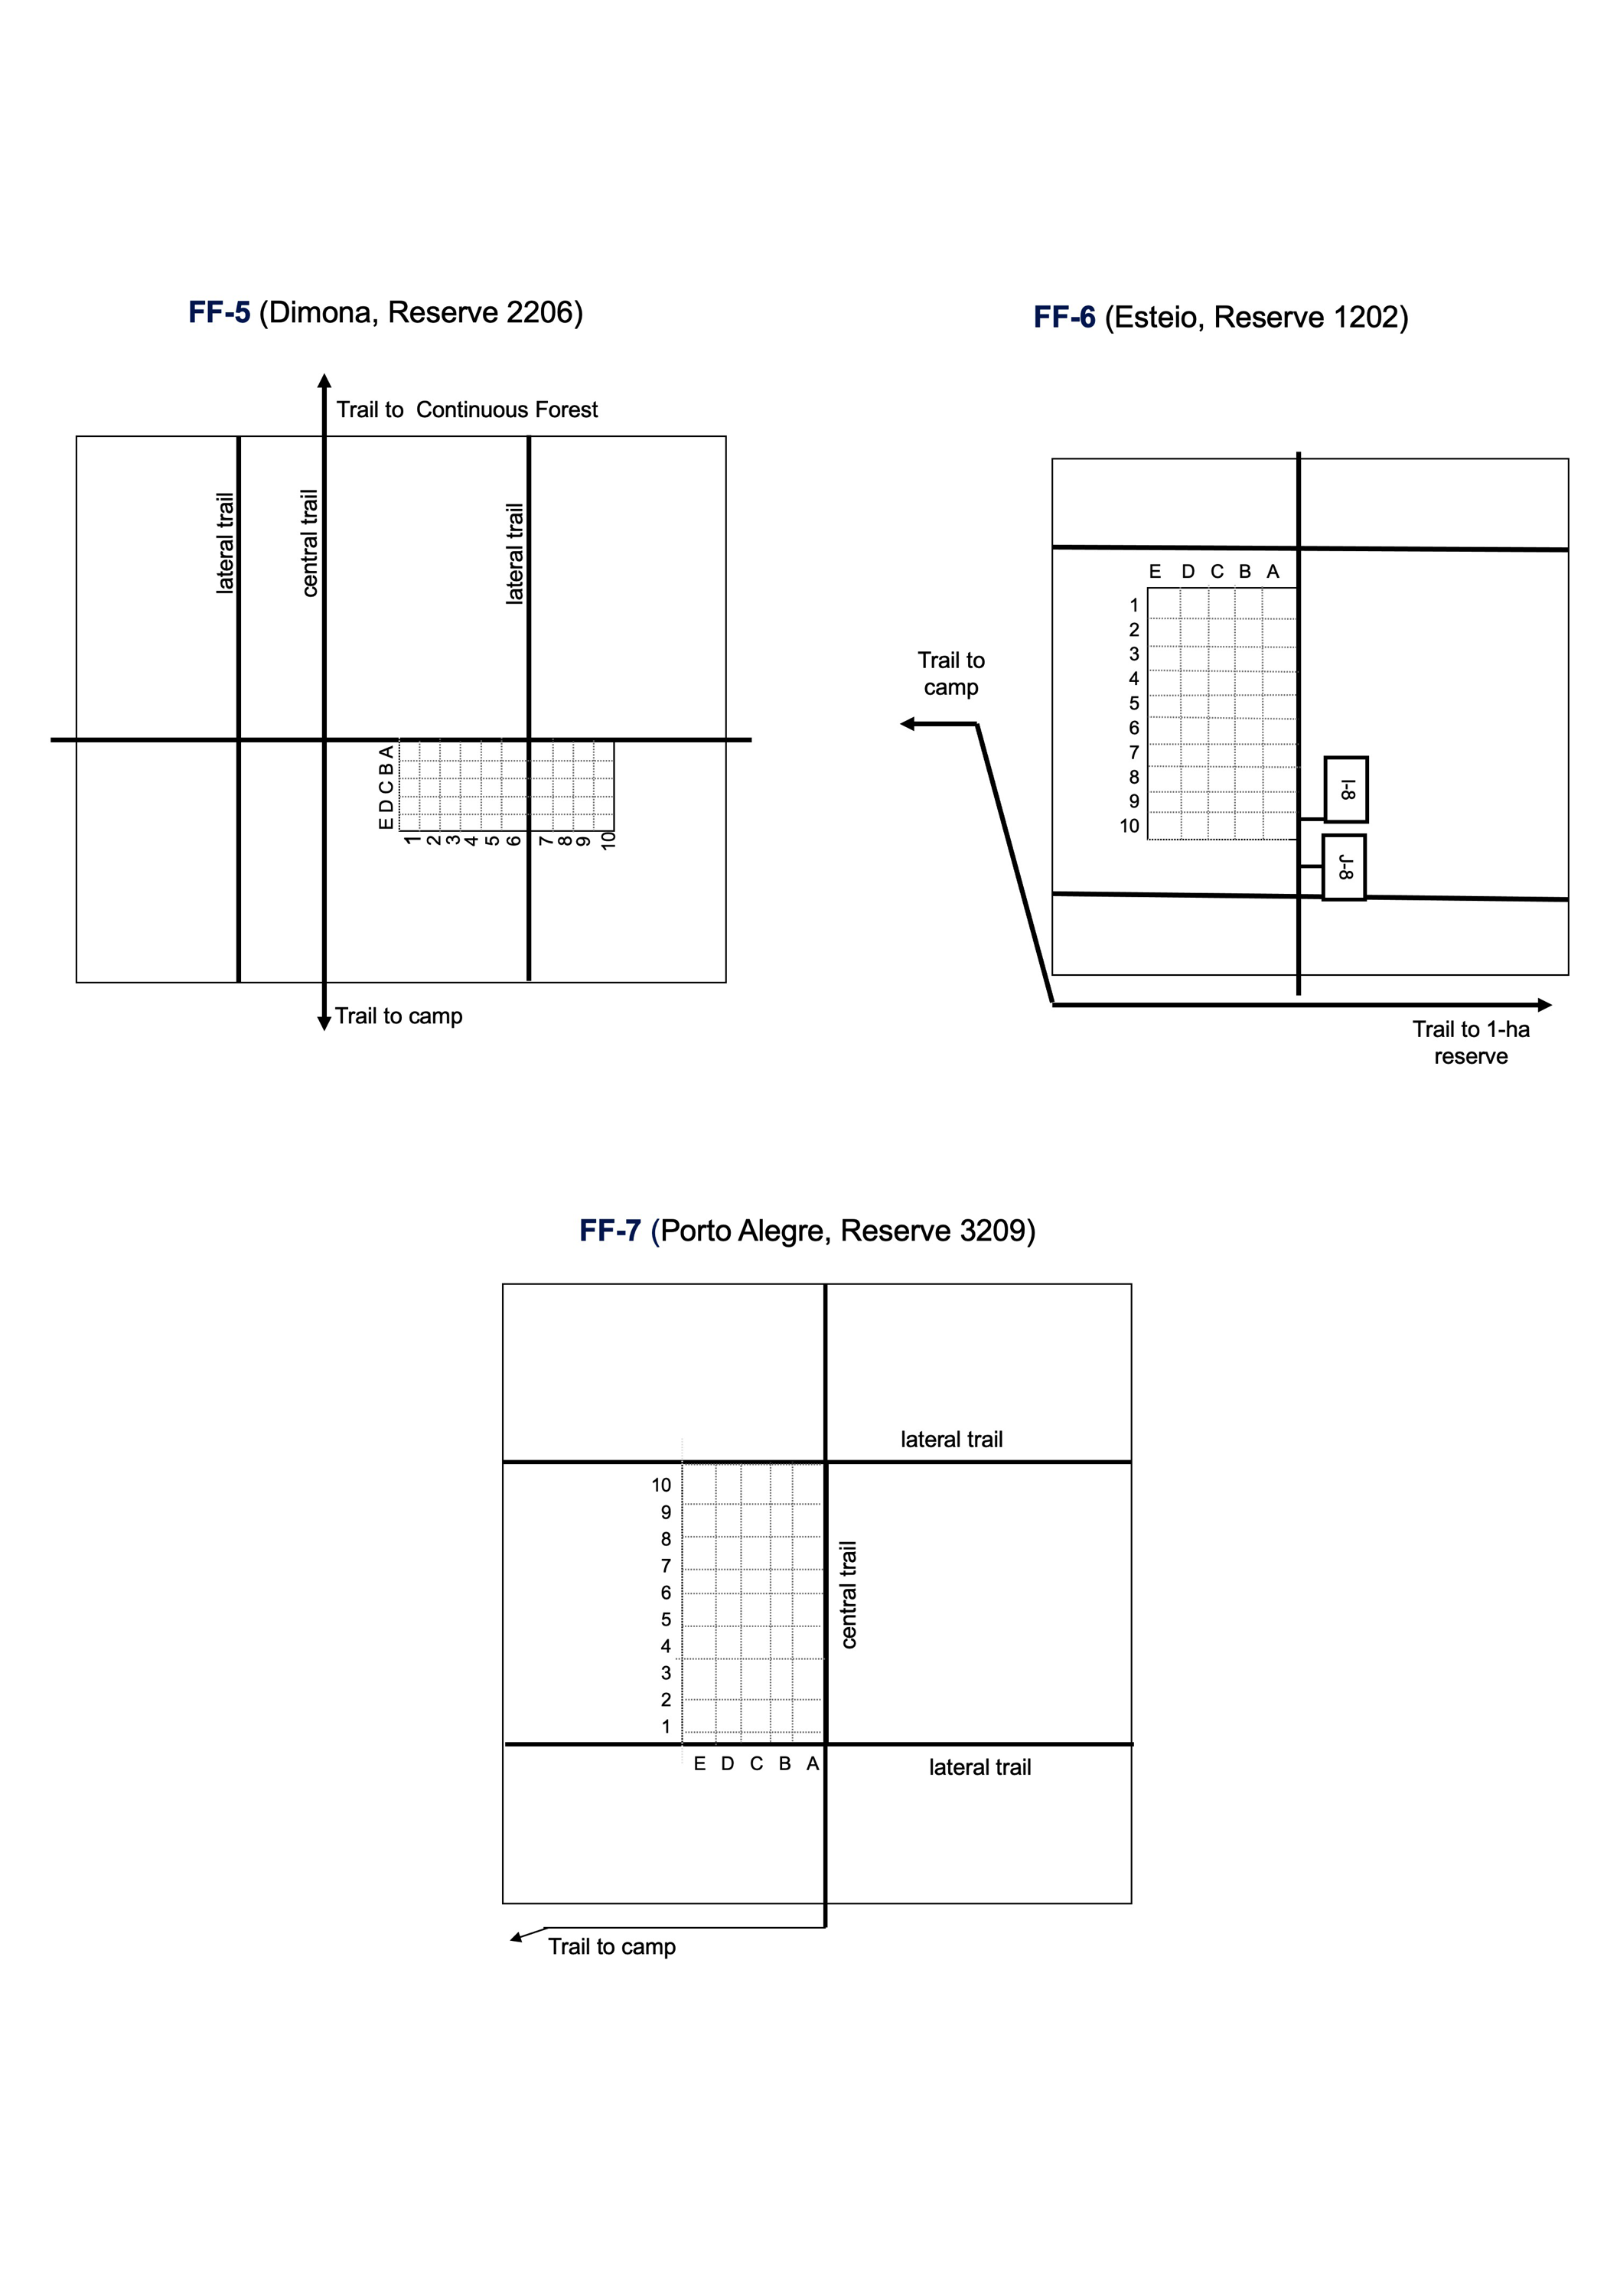 FF-5 (Dimona, Reserve 2206)
Trail to Continuous Forest
lateral trail
central trail
lateral trail
E D C B A
1 2 3 4 5 6 7 8 9 10
Trail to camp
FF-6 (Esteio, Reserve 1202)
E D C B A
1
2
3
4
5
6
7
8
9
10
Trail to
camp
I-8
J-8
Trail to 1-ha
reserve
FF-7 (Porto Alegre, Reserve 3209)
lateral trail
10
9
8
7
6
5
4
3
2
1
central trail
E D C B A
lateral trail
Trail to camp